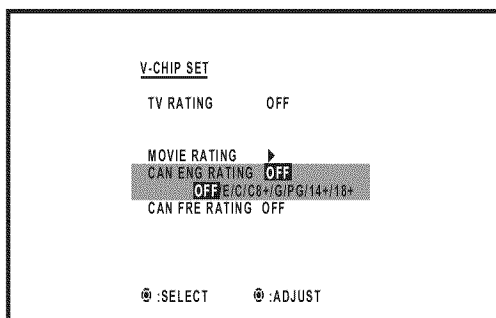 V-CHIP SET
TV RATING OFF
MOVIE RATING ▶
CAN ENG RATING OFF
OFF/E/C/C8+/G/PG/14+/18+
CAN FRE RATING OFF
:SELECT :ADJUST